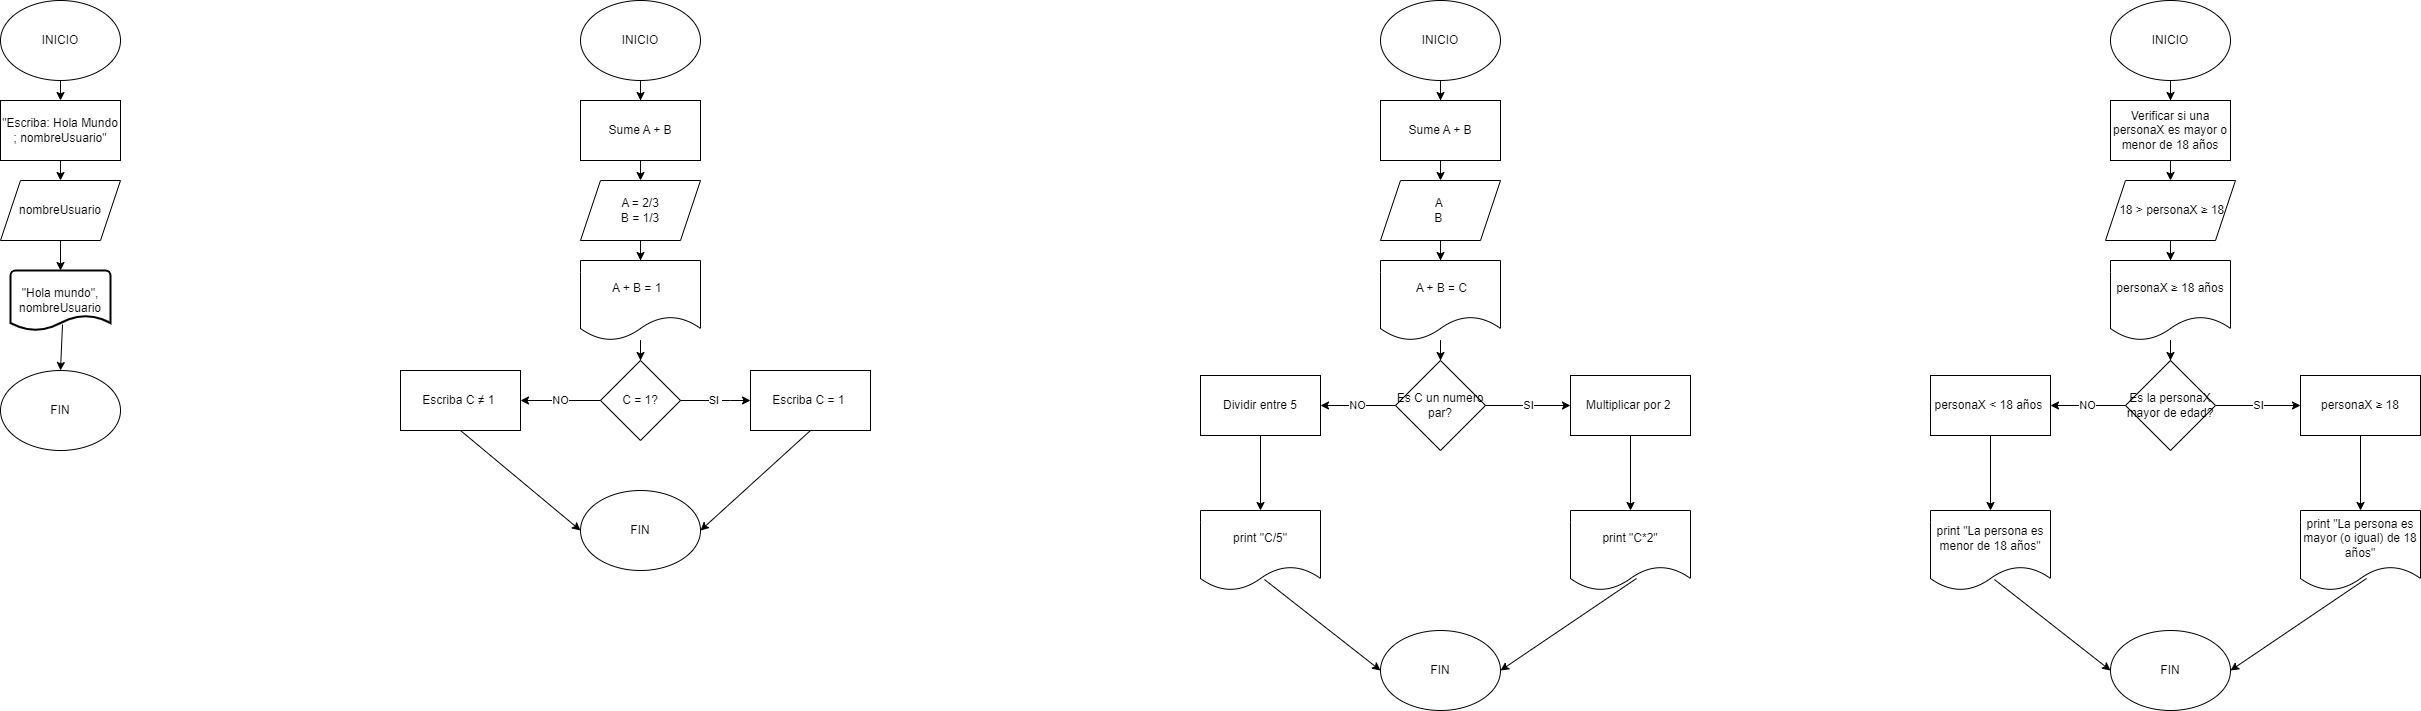 INICIO
"Escriba: Hola Mundo
; nombreUsuario"
nombreUsuario
"Hola mundo",
nombreUsuario
FIN
INICIO
Sume A + B
A = 2/3
B = 1/3
A + B = 1
C = 1?
NO
SI
Escriba C ≠ 1
Escriba C = 1
FIN
INICIO
Sume A + B
A
B
A + B = C
Es C un numero
par?
NO
SI
Dividir entre 5
Multiplicar por 2
print "C/5"
print "C*2"
FIN
INICIO
Verificar si una
personaX es mayor o
menor de 18 años
18 > personaX ≥ 18
personaX ≥ 18 años
Es la personaX
mayor de edad?
NO
SI
personaX < 18 años
personaX ≥ 18
print "La persona es
menor de 18 años"
print "La persona es
mayor (o igual) de 18
años"
FIN